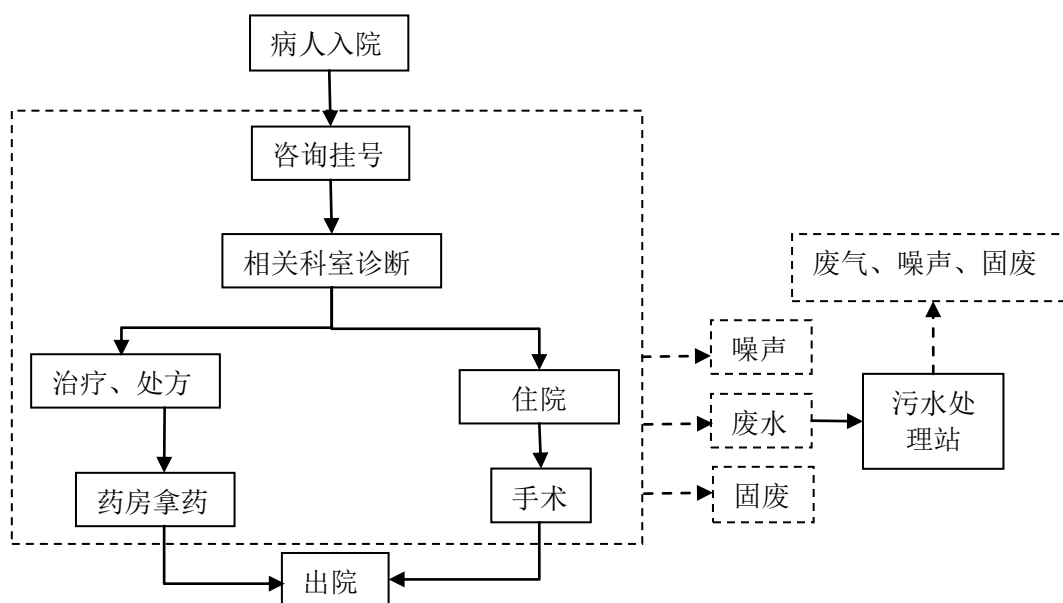 病人入院
咨询挂号
相关科室诊断
废气、噪声、固废
噪声
治疗、处方
住院
废水
污水处
理站
药房拿药
手术
固废
出院